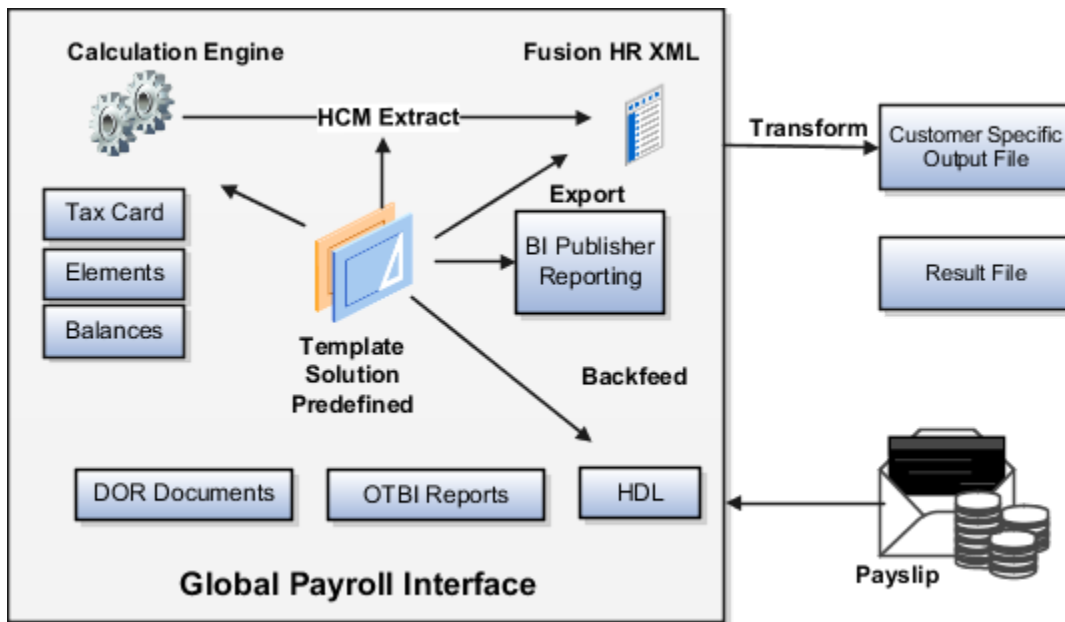 Calculation Engine
Fusion HR XML
HCM Extract
Transform
Customer Specific
Output File
Tax Card
Export
Elements
BI Publisher
Reporting
Result File
Balances
Template
Solution
Predefined
Backfeed
DOR Documents
OTBI Reports
HDL
Payslip
Global Payroll Interface